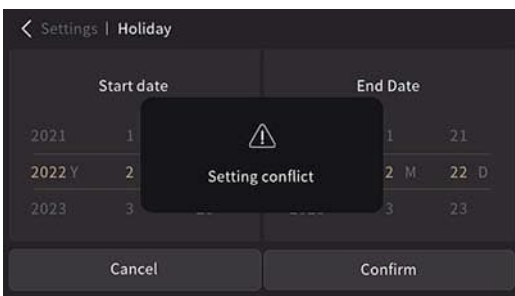 Settings | Holiday
Start date End Date
2021 1 1 21
2022 Y 2 2 M 22 D
2023 3 3 23
Setting conflict
Cancel Confirm